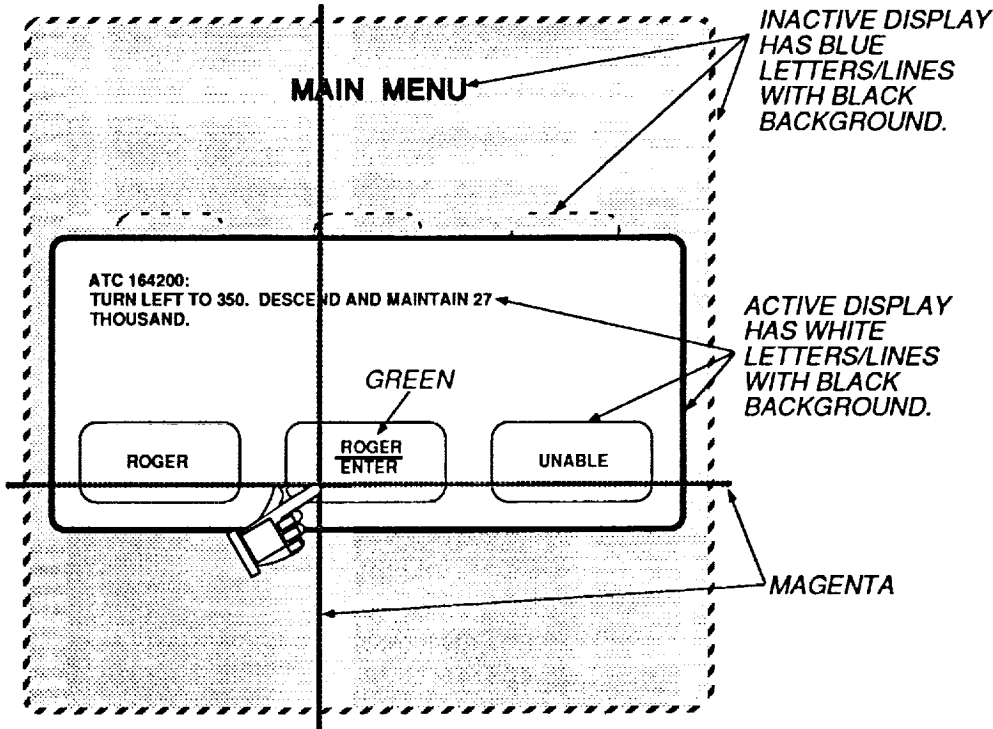 INACTIVE DISPLAY
HAS BLUE
LETTERS/LINES
WITH BLACK
BACKGROUND.
MAIN MENU
ATC 164200:
TURN LEFT TO 350. DESCEND AND MAINTAIN 27
THOUSAND.
ACTIVE DISPLAY
HAS WHITE
LETTERS/LINES
WITH BLACK
BACKGROUND.
GREEN
ROGER
ROGER
ENTER
UNABLE
MAGENTA